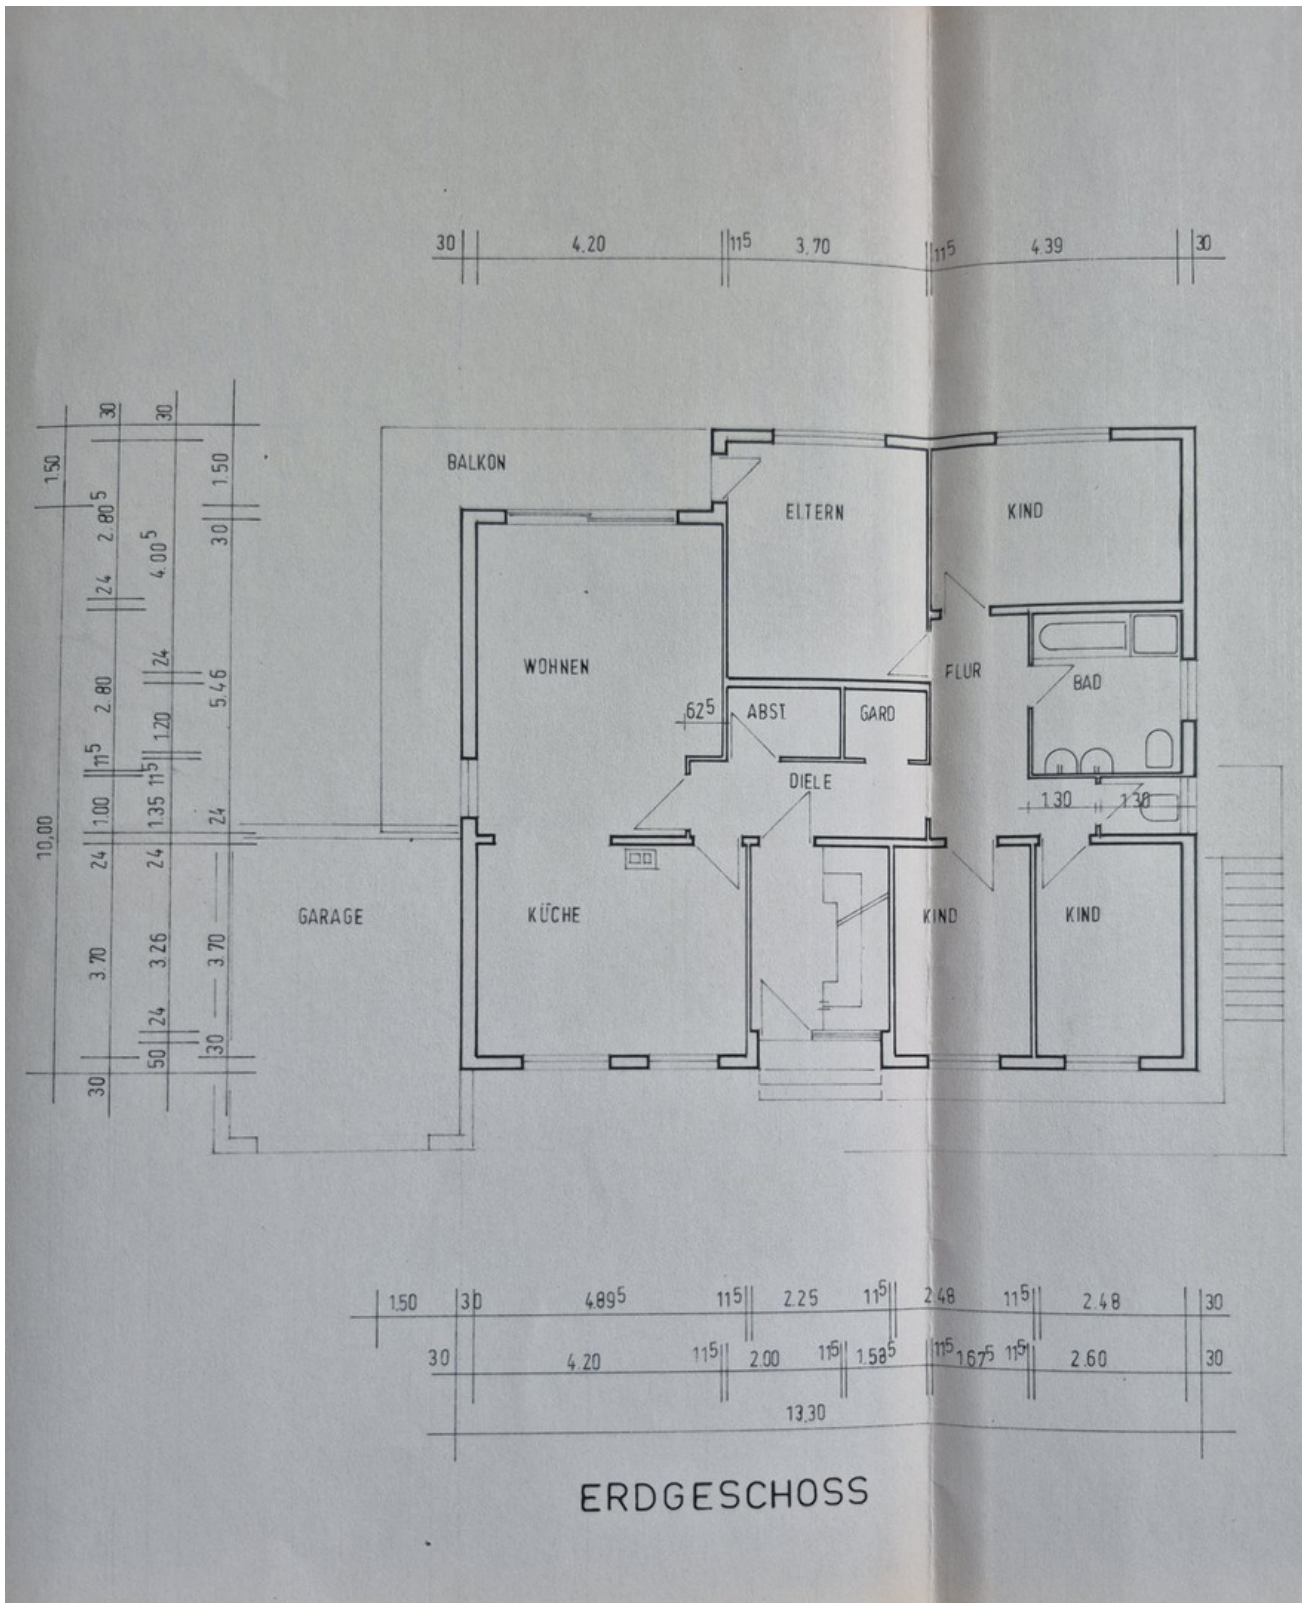 30 4.20 11⁵ 3.70 11⁵ 4.39 30
30 30
1.50 2.80⁵ 4.00⁵ 1.50
30
24 24
2.80 1.20 5.46
11⁵ 11⁵
10,00 1.00 1.35 24
24 24
3.70 3.26 3.70
24
30 50 30
BALKON
ELTERN KIND
WOHNEN FLUR BAD
62⁵ ABST. GARD
DIELE
1.30 1.30
GARAGE KÜCHE KIND KIND
1.50 30 4.89⁵ 11⁵ 2.25 11⁵ 2.48 11⁵ 2.48 30
30 4.20 11⁵ 2.00 11⁵ 1.58⁵ 11⁵ 1.67⁵ 11⁵ 2.60 30
13,30
ERDGESCHOSS